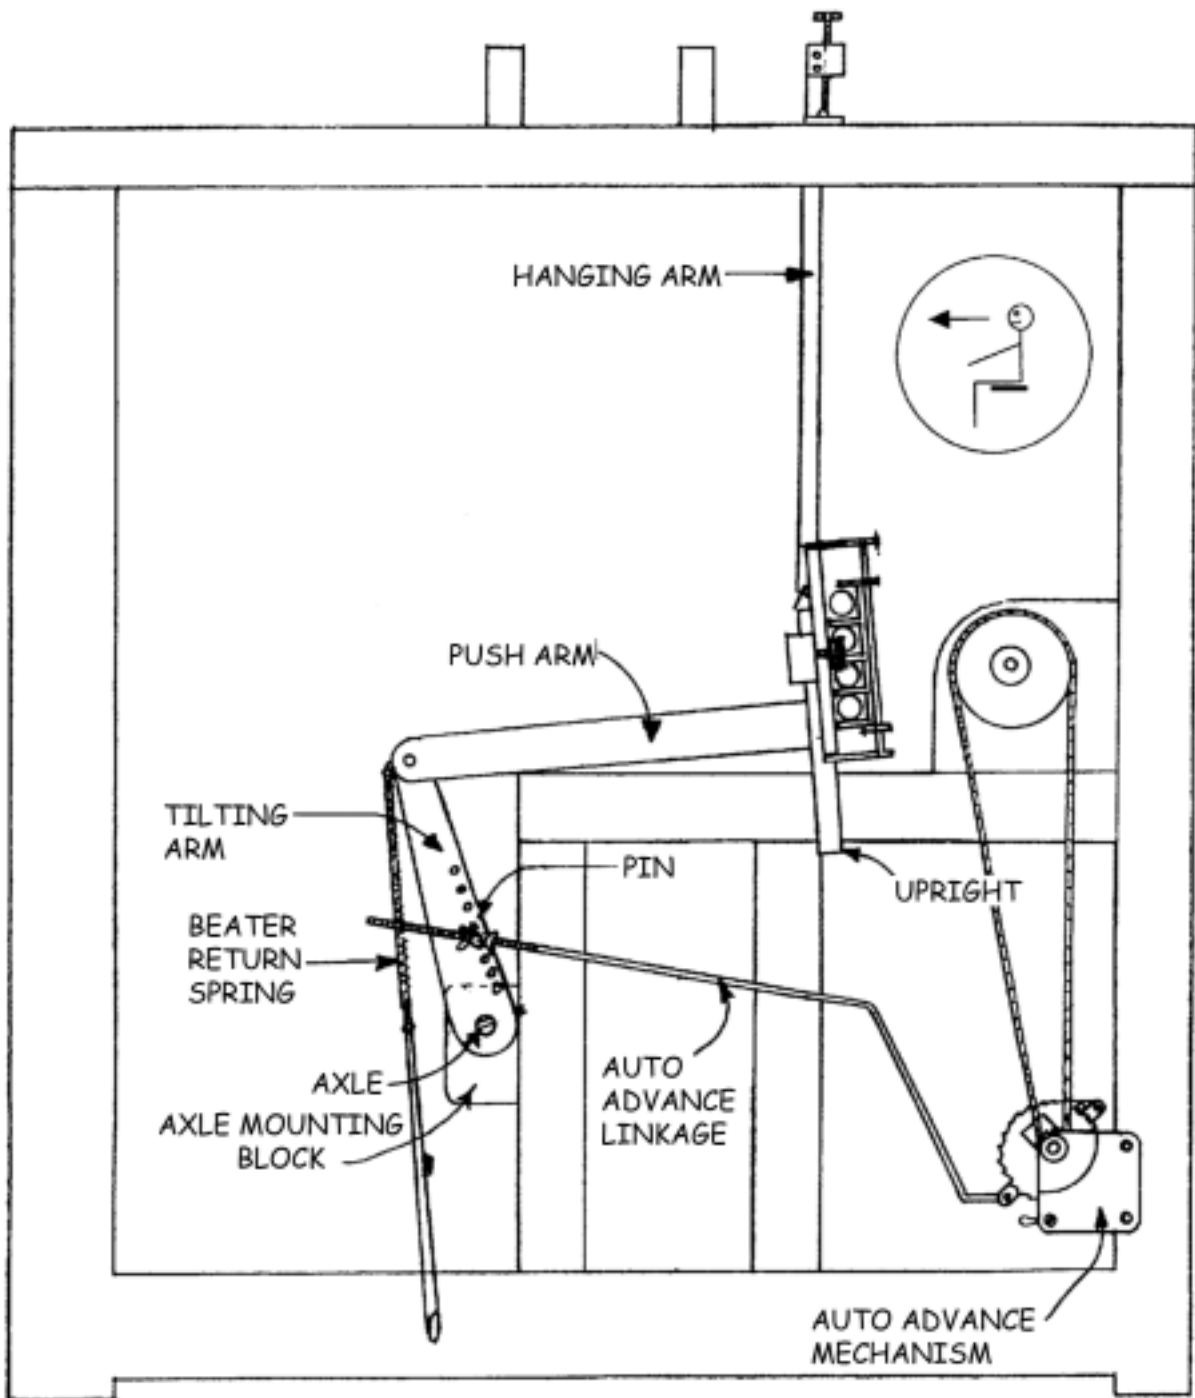 HANGING ARM
PUSH ARM
TILTING
ARM
PIN
UPRIGHT
BEATER
RETURN
SPRING
AXLE
AUTO
ADVANCE
LINKAGE
AXLE MOUNTING
BLOCK
AUTO ADVANCE
MECHANISM